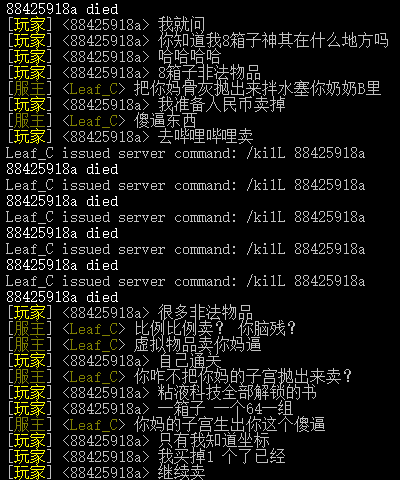 88425918a died
[玩家] <88425918a> 我就问
[玩家] <88425918a> 你知道我8箱子神其在什么地方吗
[玩家] <88425918a> 哈哈哈哈
[玩家] <88425918a> 8箱子非法物品
[服主] <Leaf_C> 把你妈骨灰抛出来拌水塞你奶奶B里
[玩家] <88425918a> 我准备人民币卖掉
[服主] <Leaf_C> 傻逼东西
[玩家] <88425918a> 去哔哩哔哩卖
Leaf_C issued server command: /ki1L 88425918a
88425918a died
Leaf_C issued server command: /ki1L 88425918a
88425918a died
Leaf_C issued server command: /ki1L 88425918a
88425918a died
Leaf_C issued server command: /ki1L 88425918a
88425918a died
Leaf_C issued server command: /ki1L 88425918a
88425918a died
[玩家] <88425918a> 很多非法物品
[服主] <Leaf_C> 比例比例卖？ 你脑残？
[服主] <Leaf_C> 虚拟物品卖你妈逼
[玩家] <88425918a> 自己通关
[服主] <Leaf_C> 你咋不把你妈的子宫抛出来卖？
[玩家] <88425918a> 粘液科技全部解锁的书
[玩家] <88425918a> 一箱子 一个64一组
[服主] <Leaf_C> 你妈的子宫生出你这个傻逼
[玩家] <88425918a> 只有我知道坐标
[玩家] <88425918a> 我买掉1 个了已经
[玩家] <88425918a> 继续卖